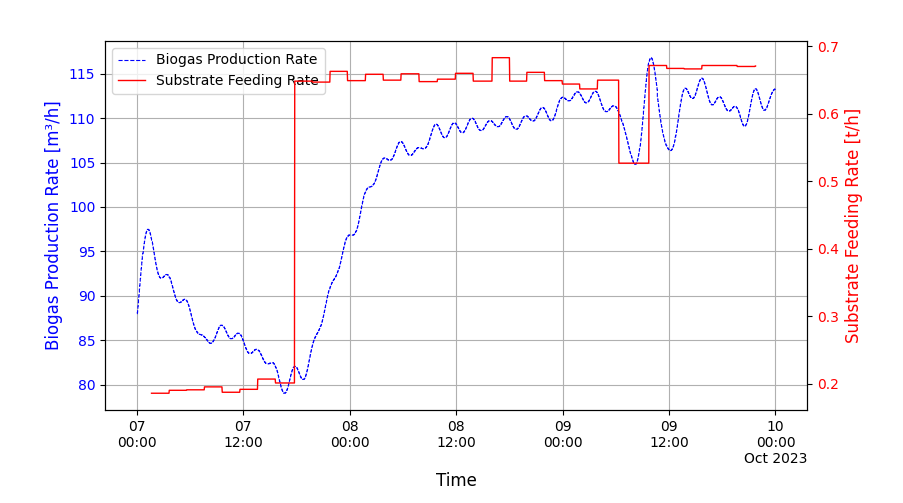 Biogas Production Rate
Substrate Feeding Rate
Biogas Production Rate [m³/h]
115
110
105
100
95
90
85
80
0.7
0.6
0.5
0.4
0.3
0.2
Substrate Feeding Rate [t/h]
07 07 08 08 09 09 10
00:00 12:00 00:00 12:00 00:00 12:00 00:00
Oct 2023
Time